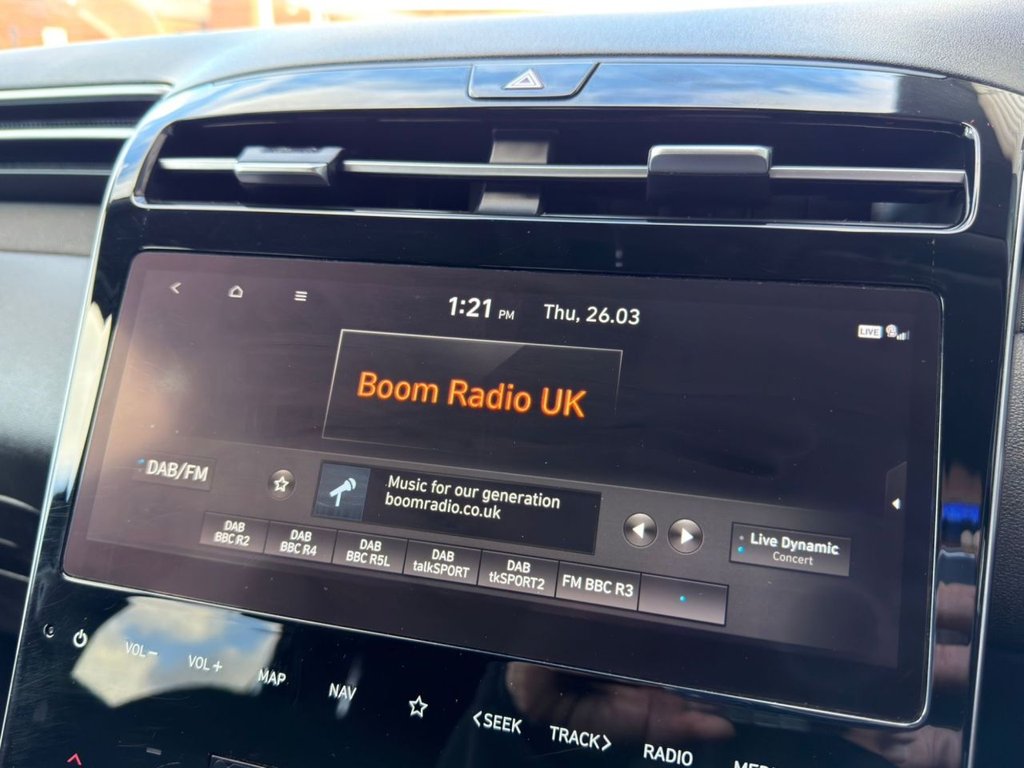 1:21 PM Thu, 26.03
LIVE
Boom Radio UK
DAB/FM
Music for our generation
boomradio.co.uk
Live Dynamic
Concert
DAB
BBC R2
DAB
BBC R4
DAB
BBC R5L
DAB
talkSPORT
DAB
tkSPORT2
FM BBC R3
VOL−
VOL+
MAP
NAV
<SEEK
TRACK>
RADIO